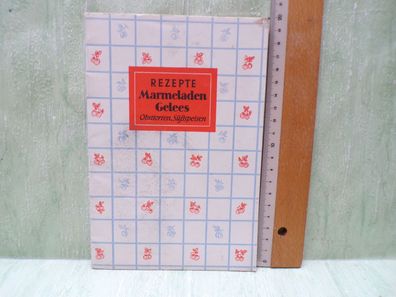 REZEPTE
Marmeladen
Gelees
Obsttorten, Süßspeisen